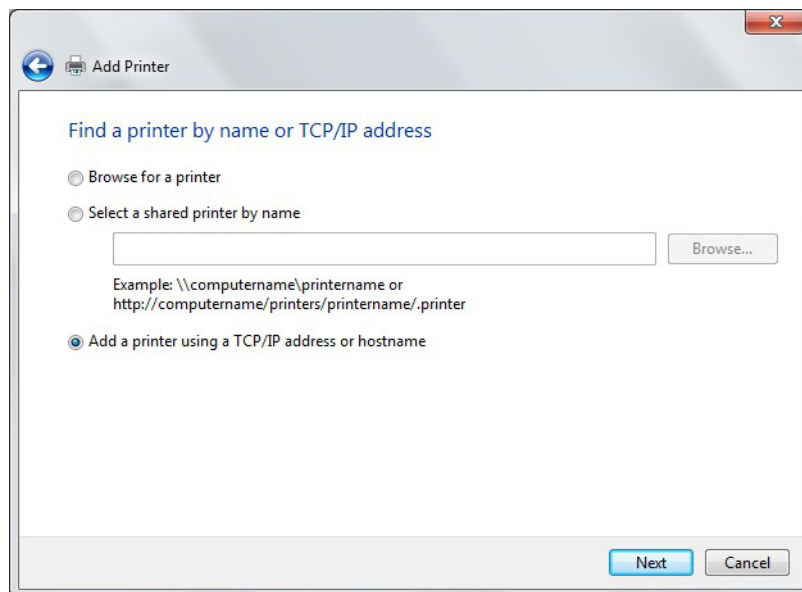 Add Printer
Find a printer by name or TCP/IP address
Browse for a printer
Select a shared printer by name
Browse...
Example: \\computername\printername or
http://computername/printers/printername/.printer
Add a printer using a TCP/IP address or hostname
Next Cancel